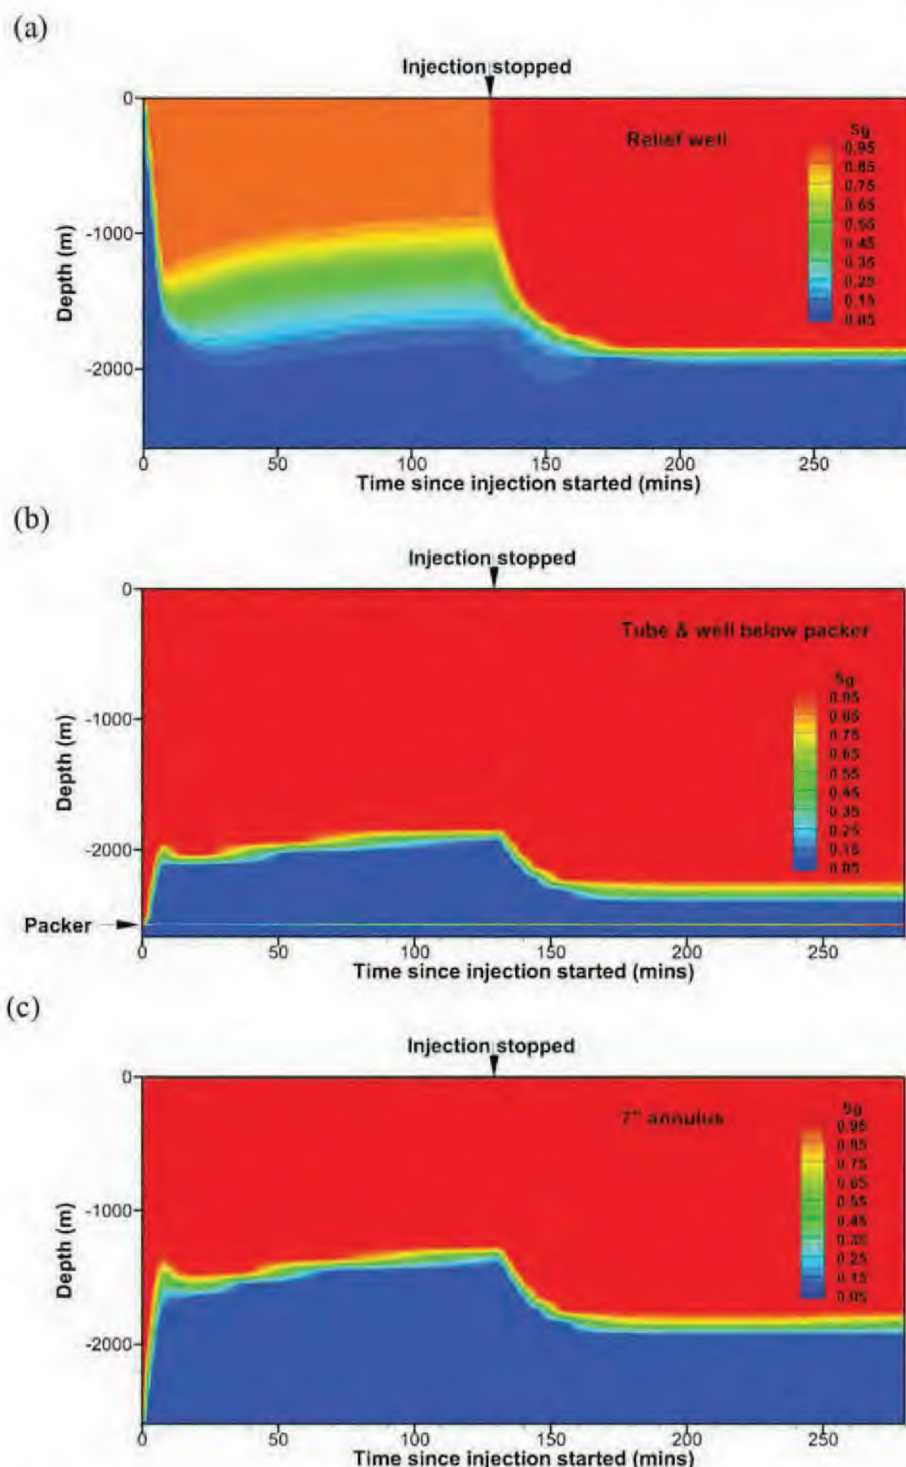 (a)
Injection stopped
0
-1000
-2000
Depth (m)
Relief well
Sg
0.95
0.85
0.75
0.65
0.55
0.45
0.35
0.25
0.15
0.05
0 50 100 150 200 250
Time since injection started (mins)
(b)
Injection stopped
0
-1000
-2000
Depth (m)
Tube & well below packer
Sg
0.95
0.85
0.75
0.65
0.55
0.45
0.35
0.25
0.15
0.05
Packer
0 50 100 150 200 250
Time since injection started (mins)
(c)
Injection stopped
0
-1000
-2000
Depth (m)
7" annulus
Sg
0.95
0.85
0.75
0.65
0.55
0.45
0.35
0.25
0.15
0.05
0 50 100 150 200 250
Time since injection started (mins)